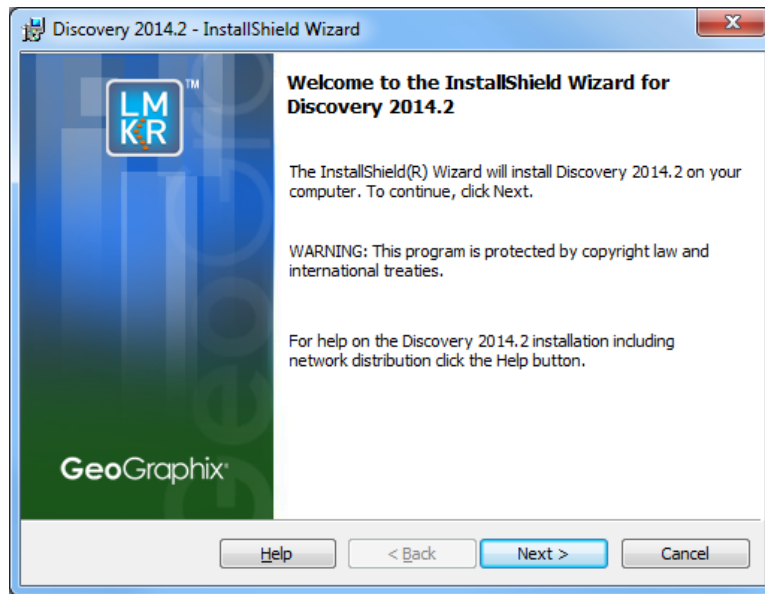 Discovery 2014.2 - InstallShield Wizard
LM
KR
TM
Welcome to the InstallShield Wizard for
Discovery 2014.2
The InstallShield(R) Wizard will install Discovery 2014.2 on your
computer. To continue, click Next.
WARNING: This program is protected by copyright law and
international treaties.
For help on the Discovery 2014.2 installation including
network distribution click the Help button.
GeoGraphix
Help
< Back
Next >
Cancel